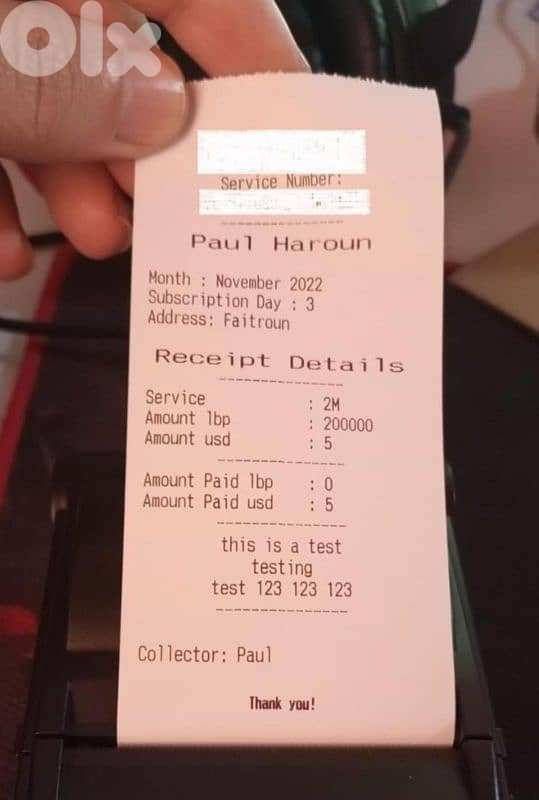 Olx
Service Number:
Paul Haroun
Month : November 2022
Subscription Day : 3
Address: Faitroun
Receipt Details
Service : 2M
Amount lbp : 200000
Amount usd : 5
Amount Paid lbp : 0
Amount Paid usd : 5
this is a test
testing
test 123 123 123
Collector: Paul
Thank you!